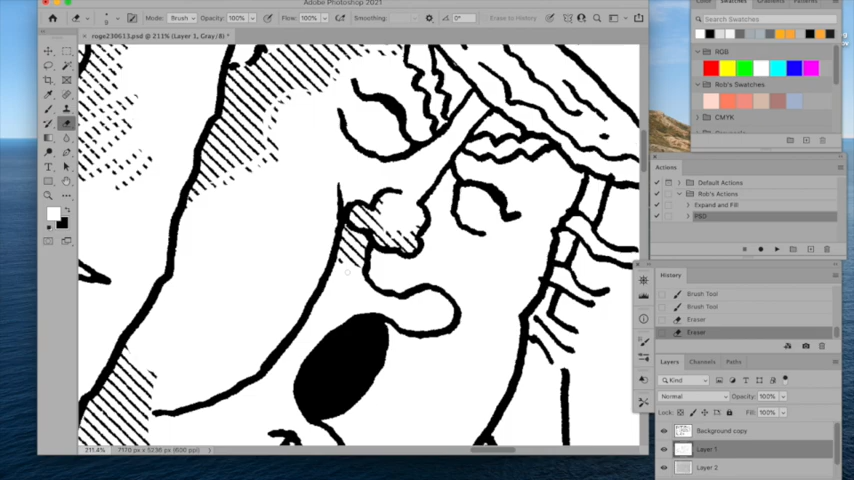 Adobe Photoshop 2021
Mode: Brush Opacity: 100% Flow: 100% Smoothing: 0° Erase to History
roge230613.psd @ 211% (Layer 1, Gray/8) *
211.4% 7170 px x 5236 px (600 ppi)
Swatches Gradients Patterns
Search Swatches
RGB
Rob's Swatches
CMYK
Actions
Default Actions
Rob's Actions
Expand and Fill
PSD
History
Brush Tool
Brush Tool
Eraser
Eraser
Layers Channels Paths
Kind
Normal Opacity: 100%
Lock: Fill: 100%
Background copy
Layer 1
Layer 2